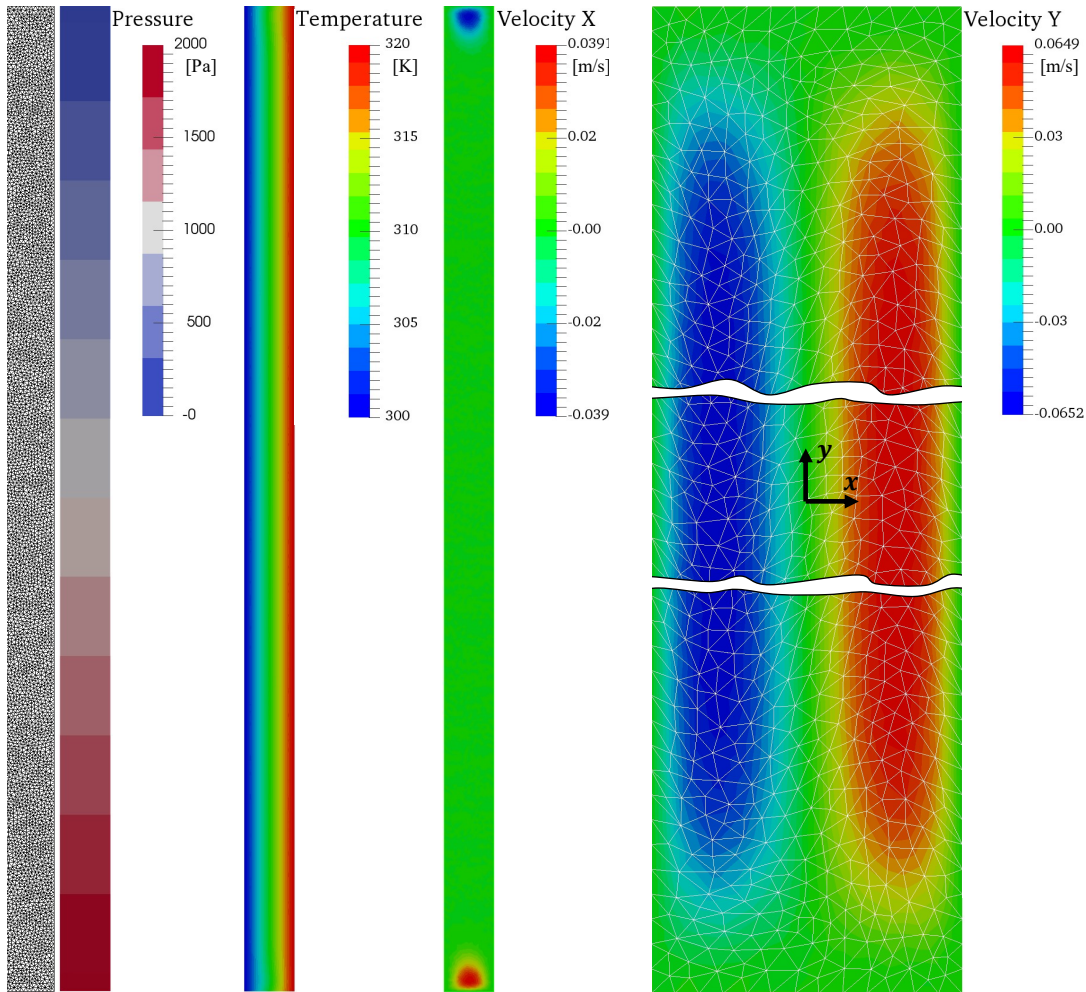 Pressure
2000
[Pa]
1500
1000
500
-0
Temperature
320
[K]
315
310
305
300
Velocity X
0.0391
[m/s]
0.02
-0.00
-0.02
-0.039
Velocity Y
0.0649
[m/s]
0.03
0.00
-0.03
-0.0652
y
x